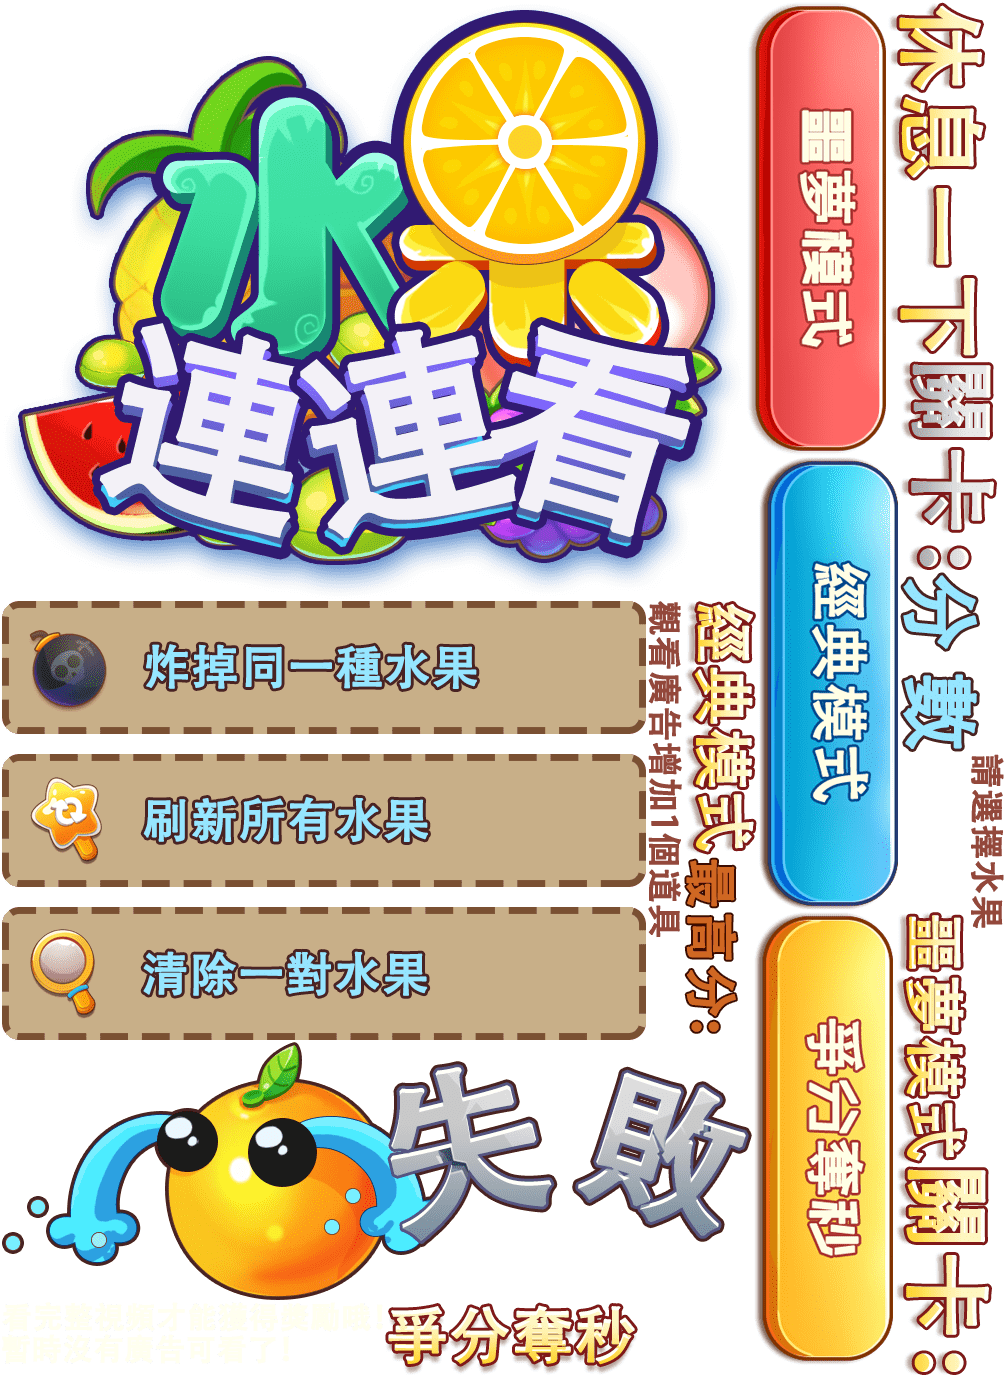 水果
連連看
噩夢模式
休息一下
關卡:
經典模式
分數
請選擇水果
炸掉同一種水果
刷新所有水果
清除一對水果
觀看廣告增加1個道具
經典模式
最高分:
爭分奪秒
噩夢模式
關卡:
失敗
爭分奪秒